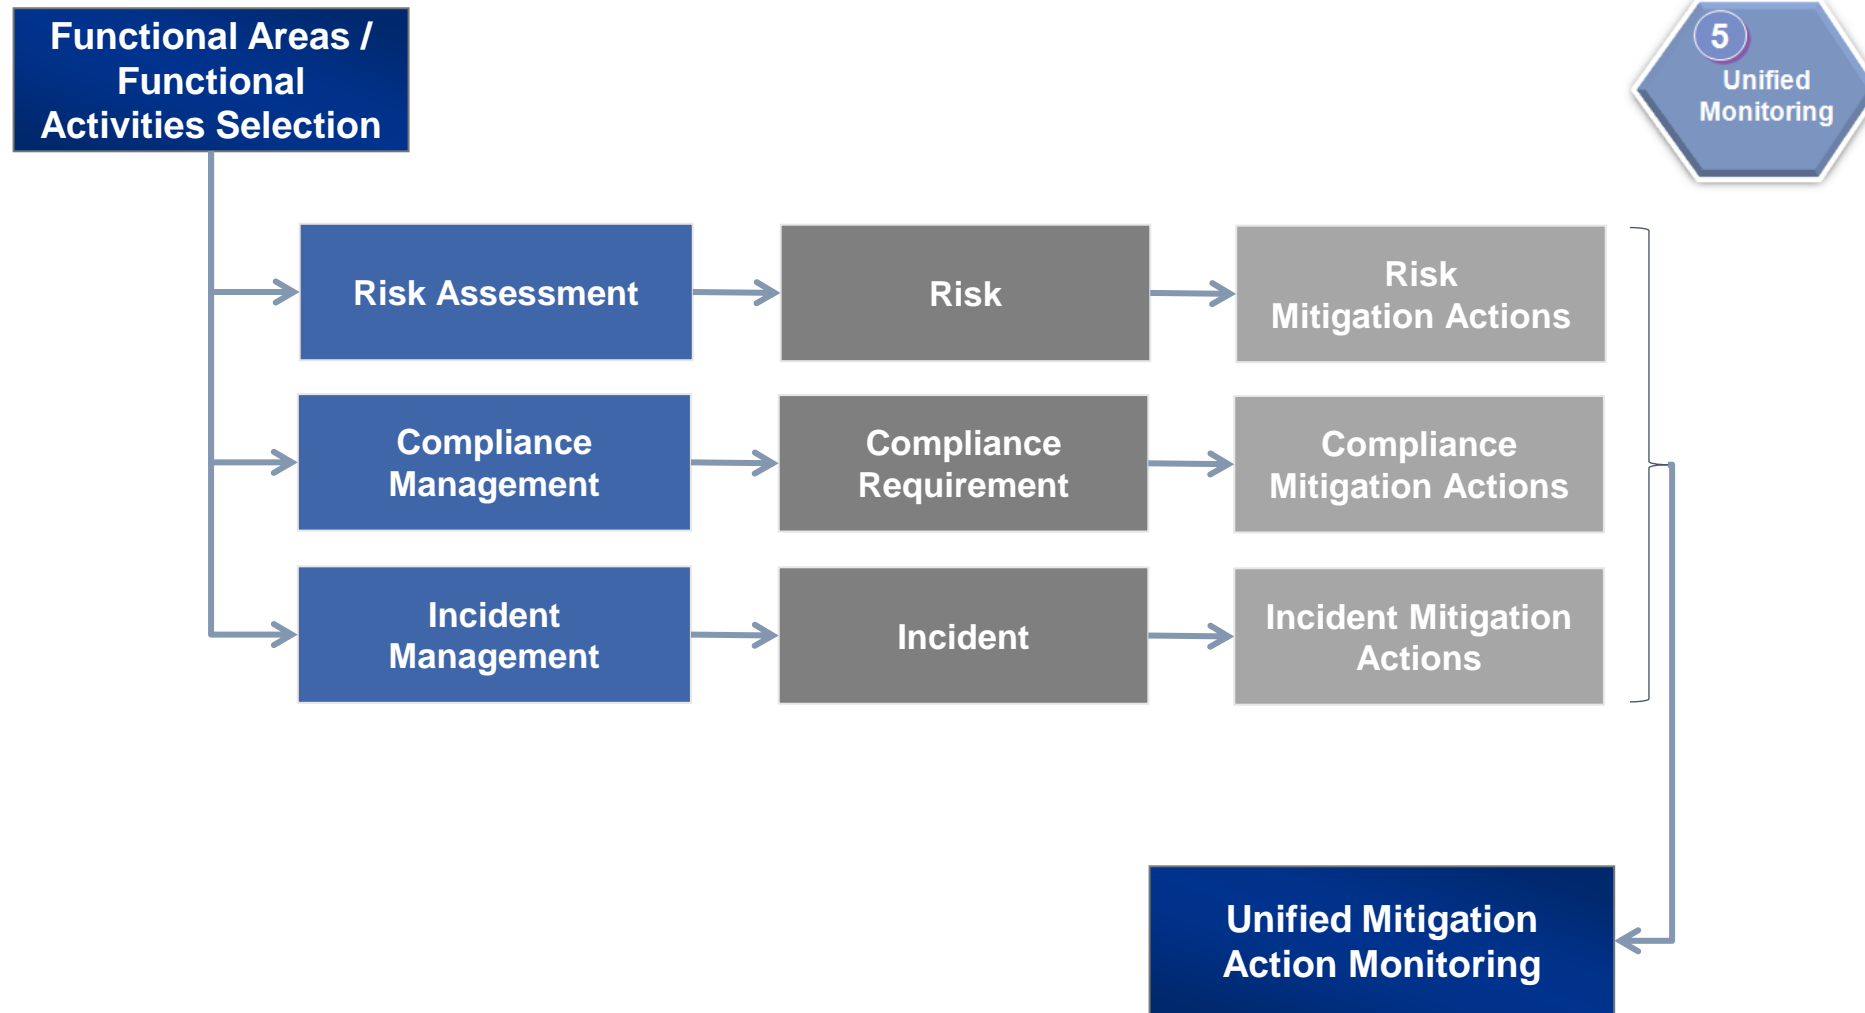 Functional Areas /
Functional
Activities Selection
5
Unified
Monitoring
Risk Assessment
Risk
Risk
Mitigation Actions
Compliance
Management
Compliance
Requirement
Compliance
Mitigation Actions
Incident
Management
Incident
Incident Mitigation
Actions
Unified Mitigation
Action Monitoring